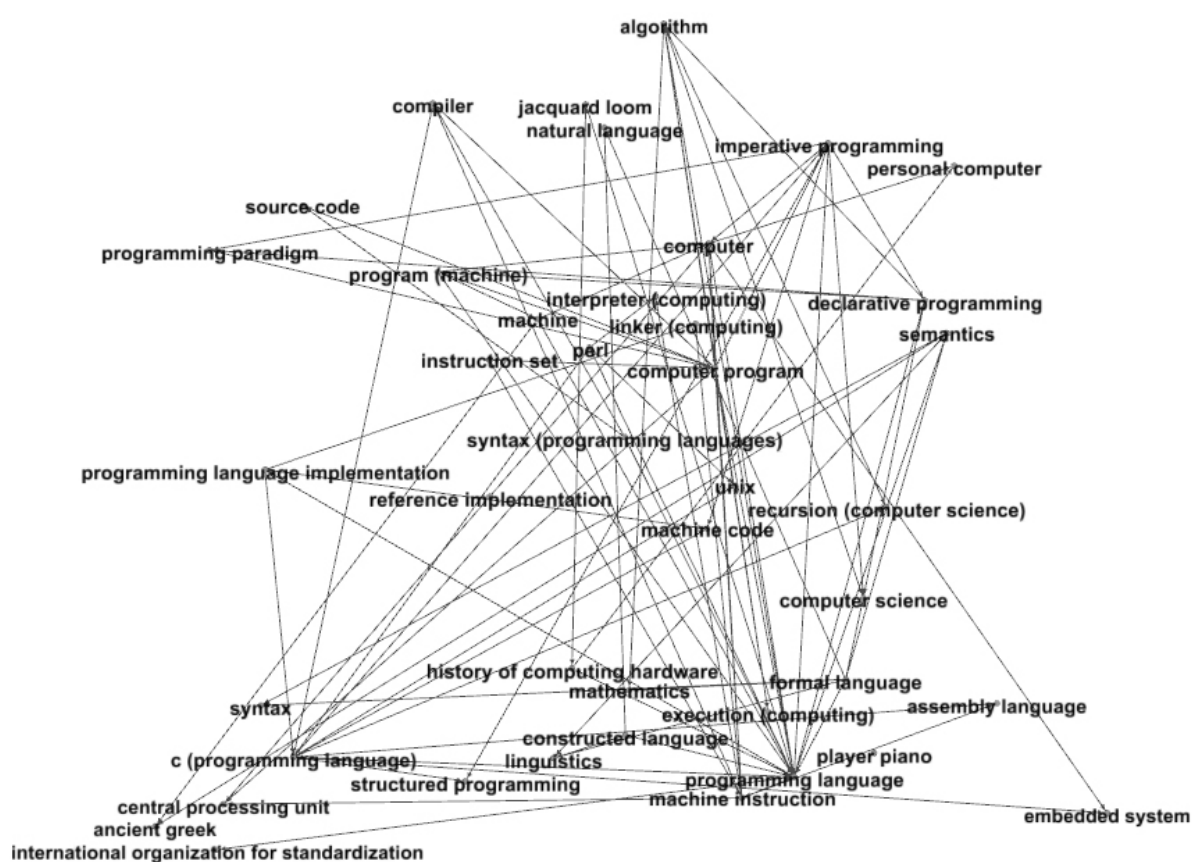 algorithm
compiler
jacquard loom
natural language
imperative programming
personal computer
source code
programming paradigm
computer
program (machine)
interpreter (computing)
declarative programming
machine
linker (computing)
semantics
perl
instruction set
computer program
syntax (programming languages)
programming language implementation
unix
reference implementation
recursion (computer science)
machine code
computer science
history of computing hardware
formal language
mathematics
syntax
assembly language
execution (computing)
constructed language
player piano
c (programming language)
linguistics
programming language
structured programming
machine instruction
central processing unit
embedded system
ancient greek
international organization for standardization